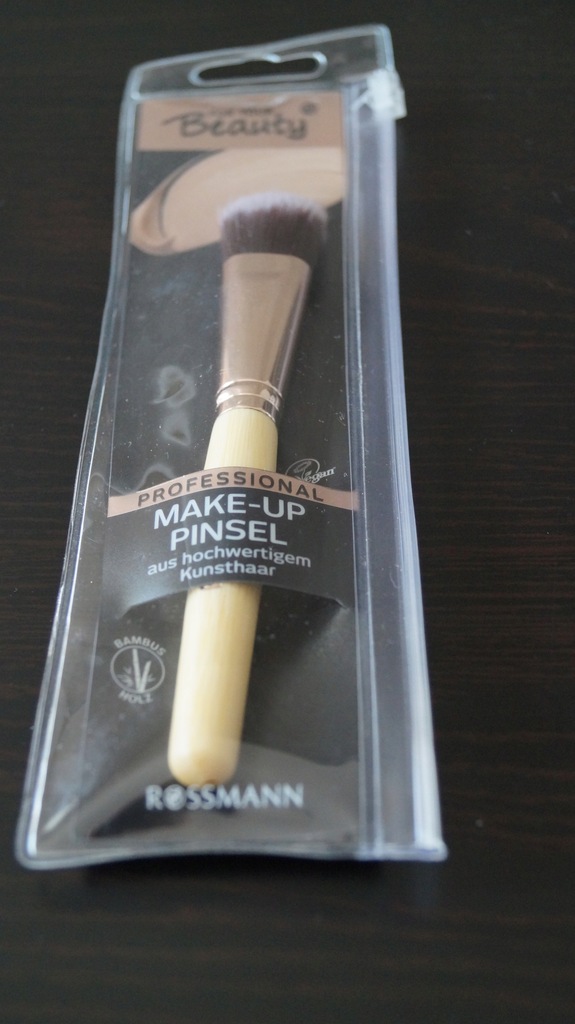 Beauty
PROFESSIONAL
MAKE-UP
PINSEL
aus hochwertigem
Kunsthaar
BAMBUS
HOLZ
ROSSMANN